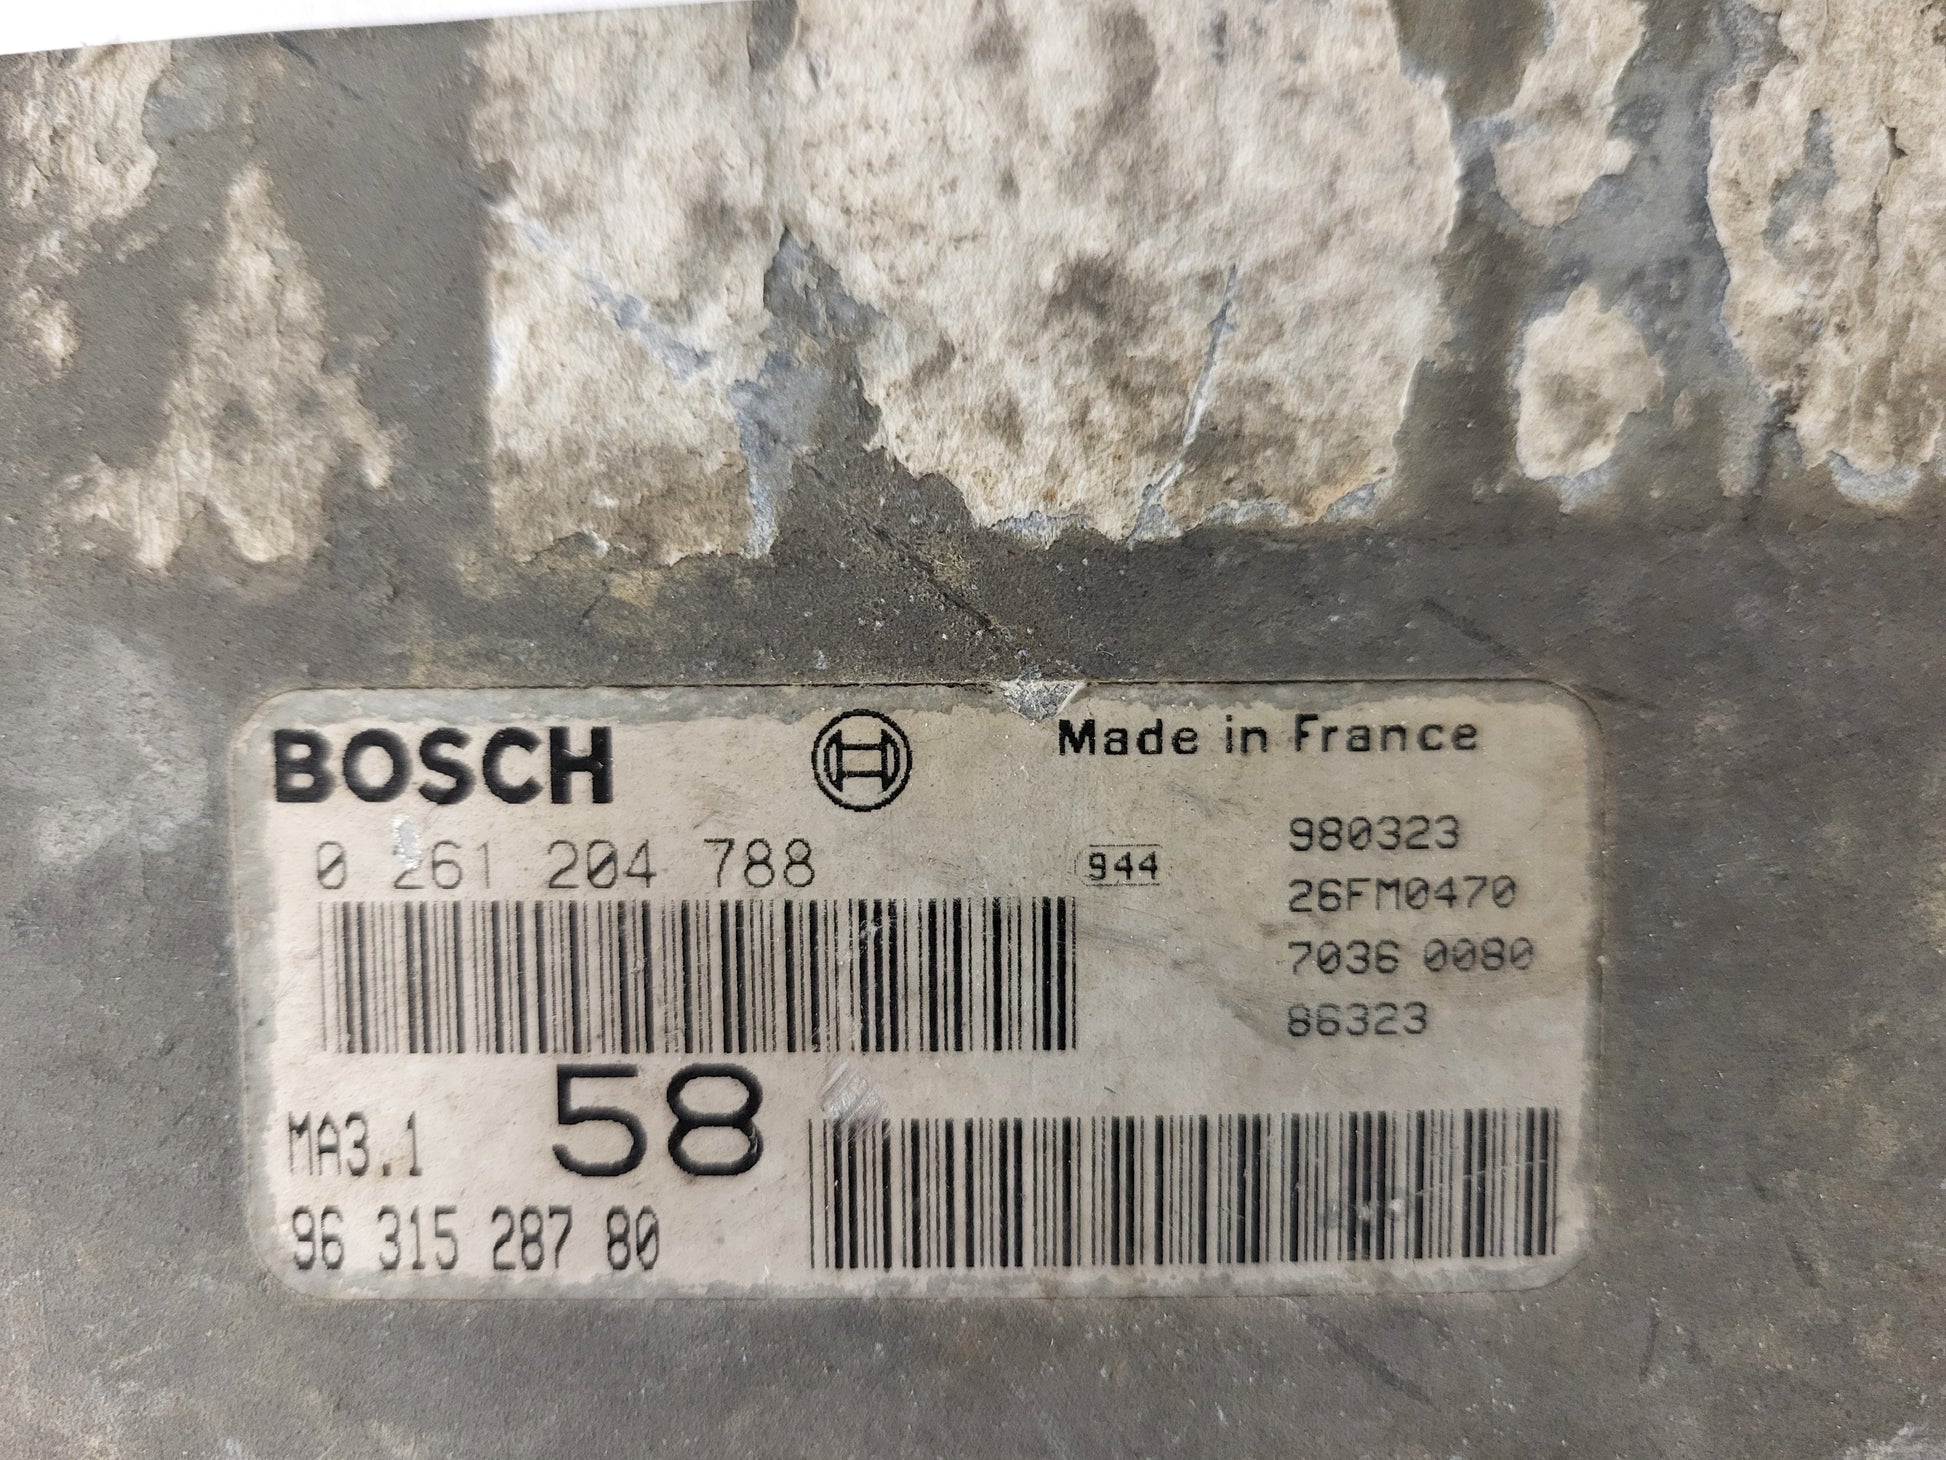 BOSCH
Made in France
0 261 204 788
944
980323
26FM0470
7036 0080
86323
MA3.1
58
96 315 287 80